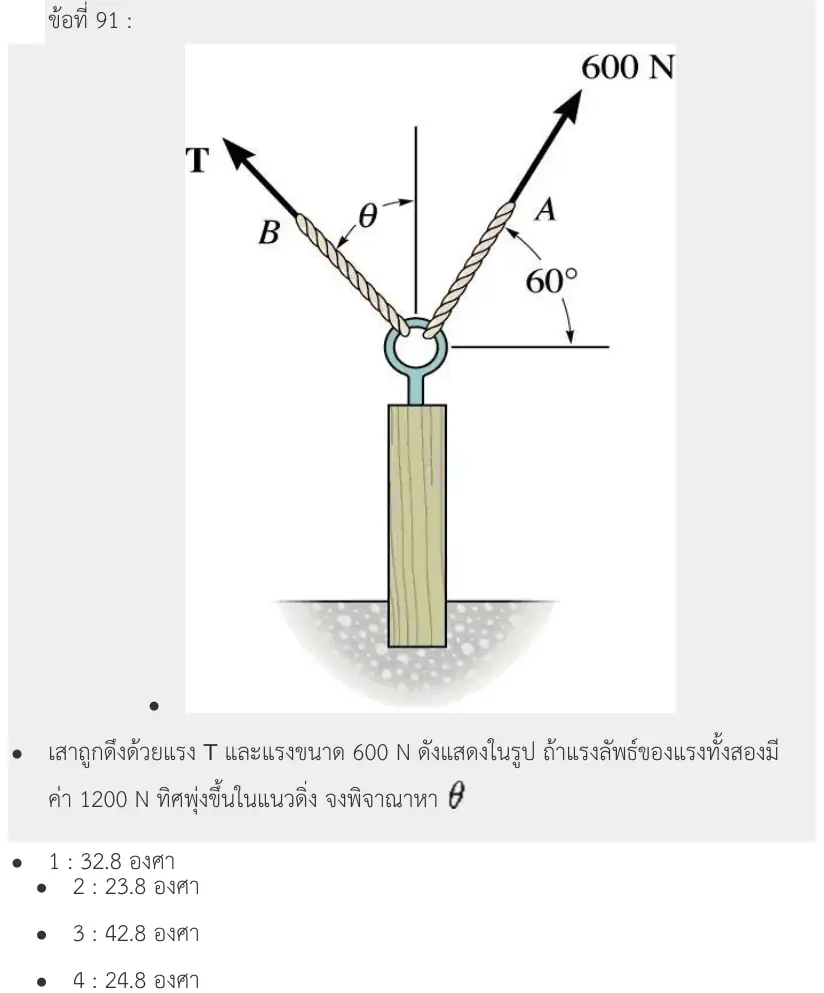 ข้อที่ 91 :
600 N
T
A
θ
B
60°
เสาถูกดึงด้วยแรง T และแรงขนาด 600 N ดังแสดงในรูป ถ้าแรงลัพธ์ของแรงทั้งสองมี
ค่า 1200 N ทิศพุ่งขึ้นในแนวดิ่ง จงพิจาณาหา θ
1 : 32.8 องศา
2 : 23.8 องศา
3 : 42.8 องศา
4 : 24.8 องศา